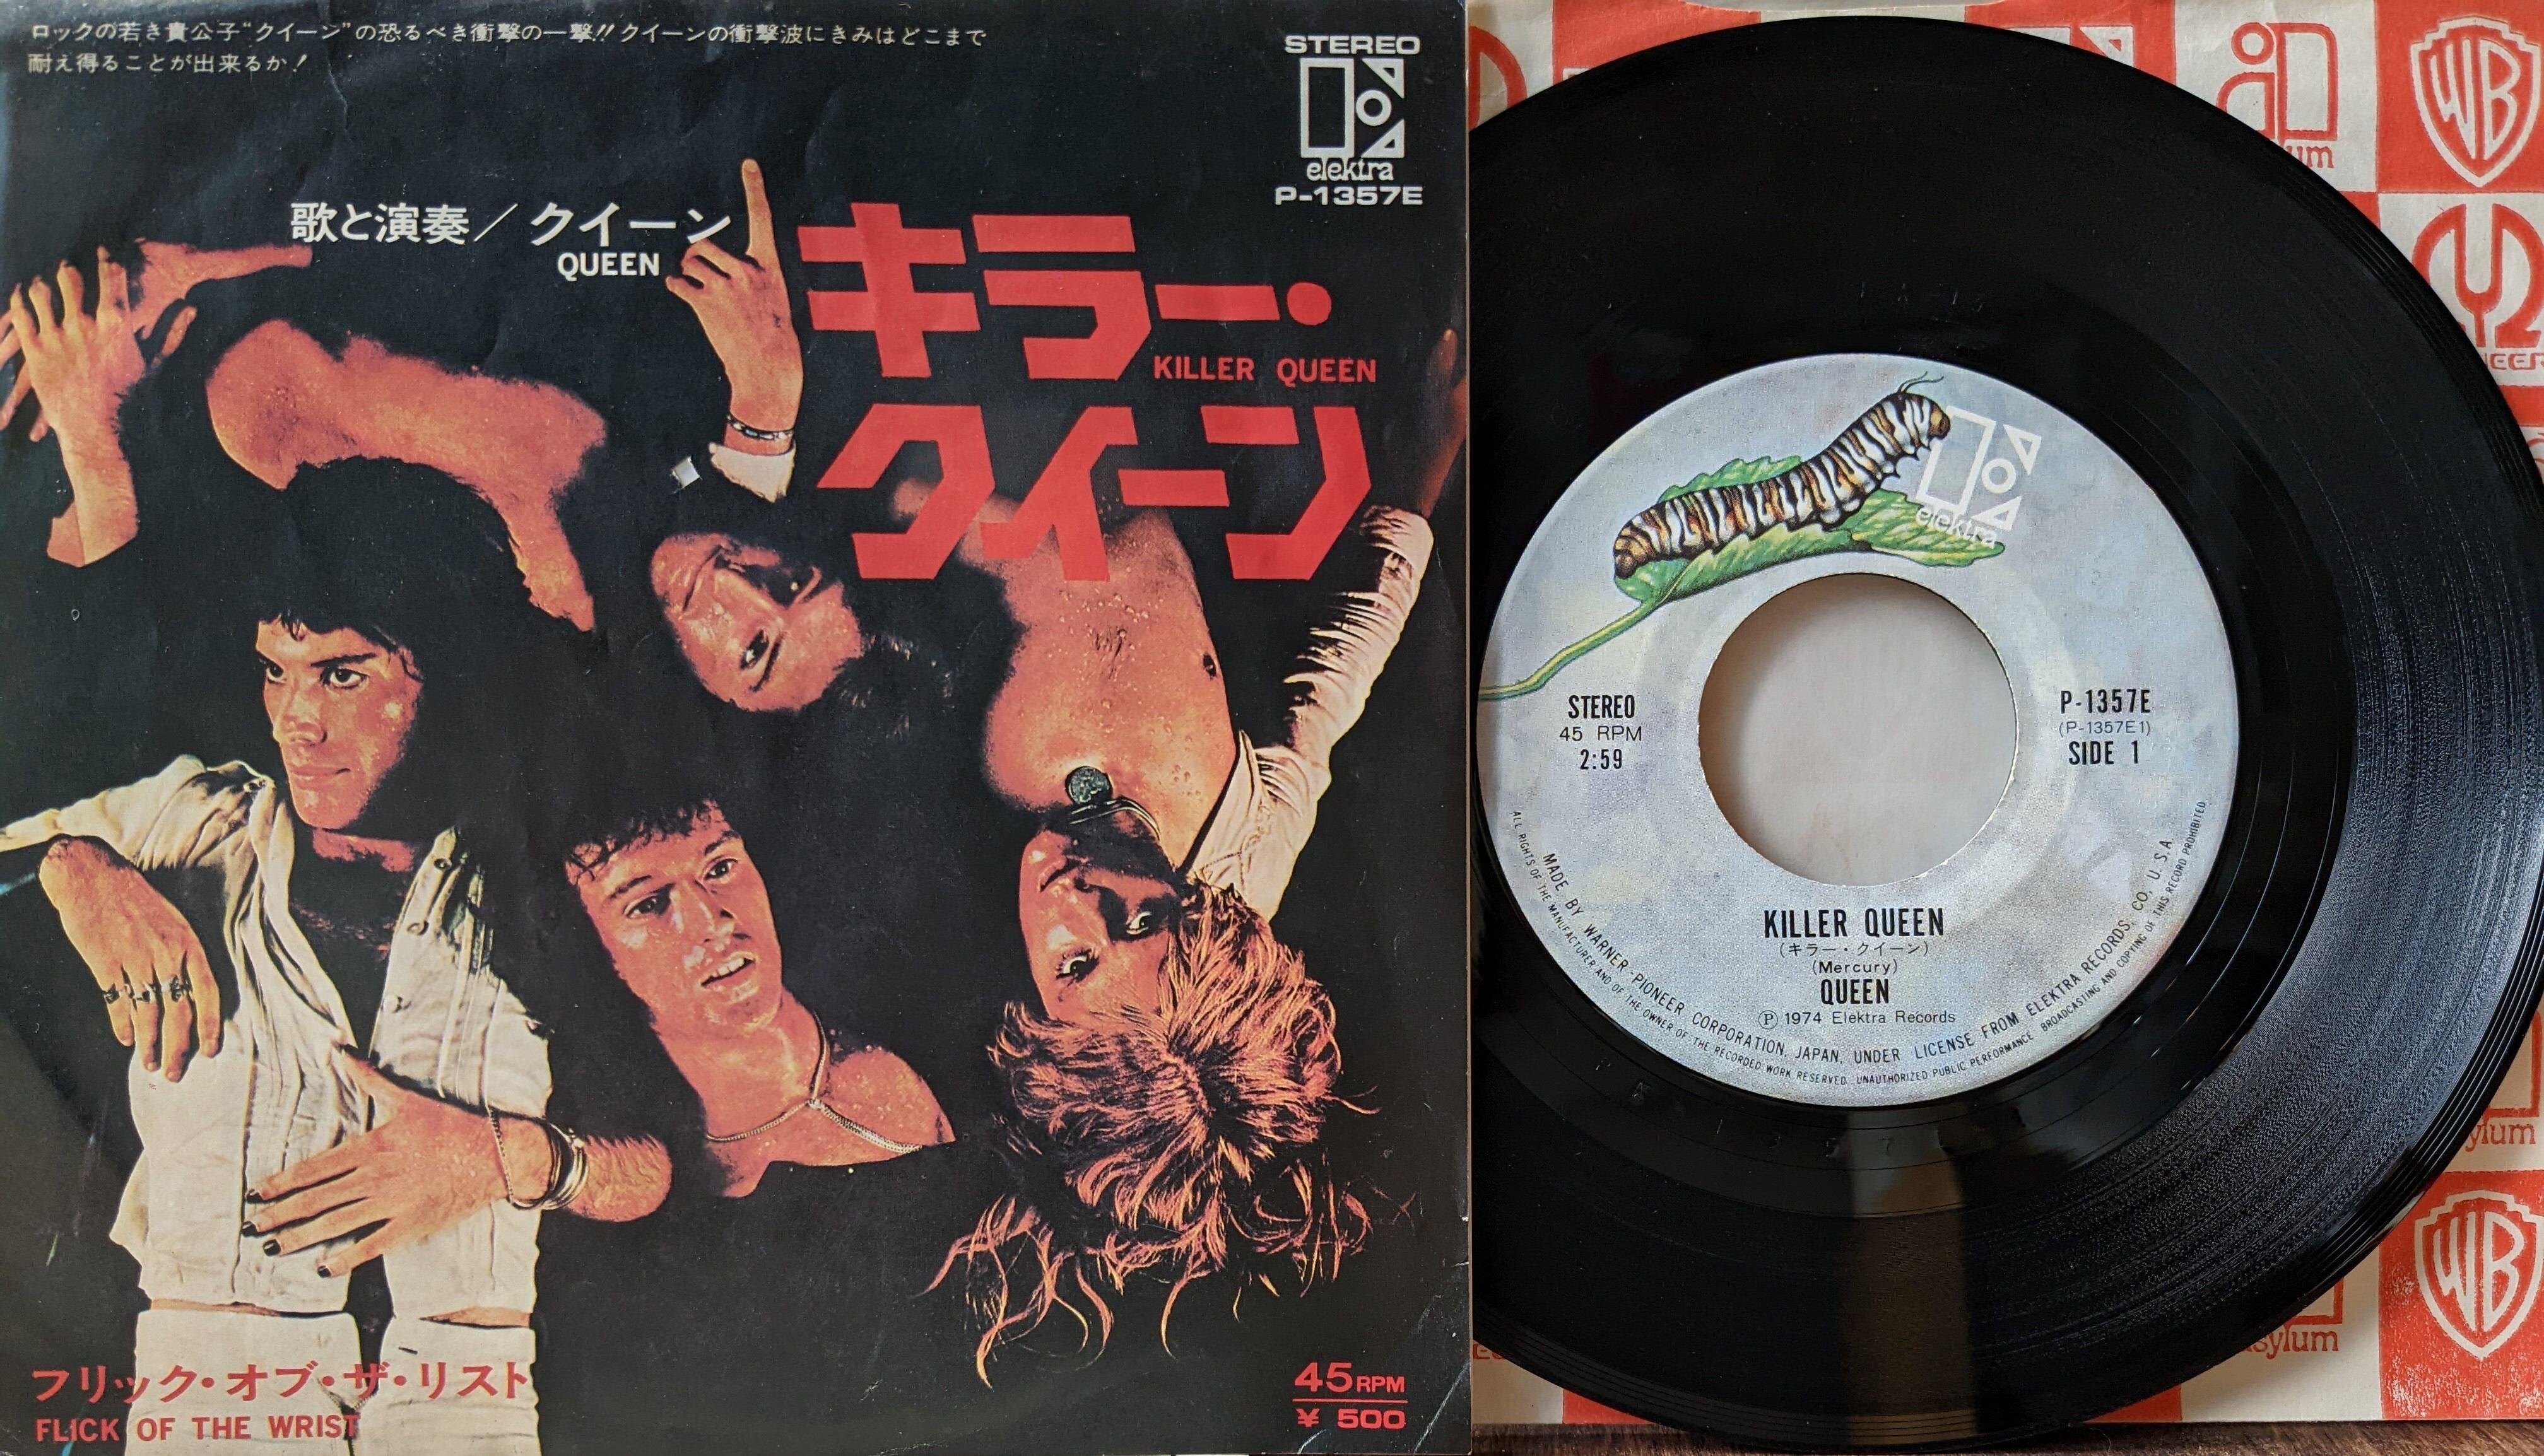 ロックの若き貴公子“クイーン”の恐るべき衝撃の一撃!! クイーンの衝撃波にきみはどこまで
耐え得ることが出来るか!
STEREO
elektra
P-1357E
歌と演奏/クイーン
QUEEN
キラー・
KILLER QUEEN
クイーン
フリック・オブ・ザ・リスト
FLICK OF THE WRIST
45RPM
¥ 500
elektra
STEREO
45 RPM
2:59
P-1357E
(P-1357E1)
SIDE 1
KILLER QUEEN
(キラー・クイーン)
(Mercury)
QUEEN
Ⓟ 1974 Elektra Records
MADE BY WARNER-PIONEER CORPORATION, JAPAN, UNDER LICENSE FROM ELEKTRA RECORDS, CO, U. S. A.
ALL RIGHTS OF THE MANUFACTURER AND OF THE OWNER OF THE RECORDED WORK RESERVED UNAUTHORIZED PUBLIC PERFORMANCE BROADCASTING AND COPYING OF THIS RECORD PROHIBITED
WB
WB
asylum